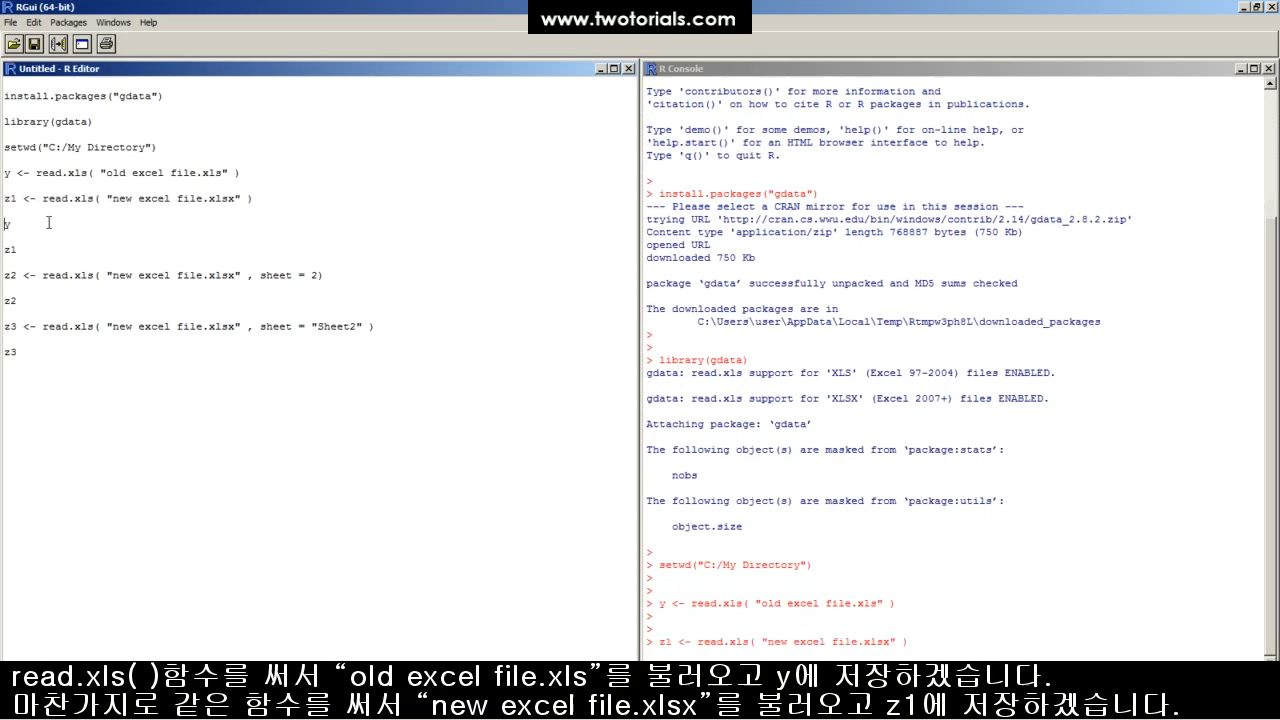 RGui (64-bit)
www.twotorials.com
File Edit Packages Windows Help
Untitled - R Editor
install.packages("gdata")
library(gdata)
setwd("C:/My Directory")
y <- read.xls( "old excel file.xls" )
z1 <- read.xls( "new excel file.xlsx" )
y
z1
z2 <- read.xls( "new excel file.xlsx" , sheet = 2)
z2
z3 <- read.xls( "new excel file.xlsx" , sheet = "Sheet2" )
z3
R Console
Type 'contributors()' for more information and
'citation()' on how to cite R or R packages in publications.
Type 'demo()' for some demos, 'help()' for on-line help, or
'help.start()' for an HTML browser interface to help.
Type 'q()' to quit R.
>
> install.packages("gdata")
--- Please select a CRAN mirror for use in this session ---
trying URL 'http://cran.cs.wwu.edu/bin/windows/contrib/2.14/gdata_2.8.2.zip'
Content type 'application/zip' length 768887 bytes (750 Kb)
opened URL
downloaded 750 Kb
package ‘gdata’ successfully unpacked and MD5 sums checked
The downloaded packages are in
C:\Users\user\AppData\Local\Temp\Rtmpw3ph8L\downloaded_packages
>
>
> library(gdata)
gdata: read.xls support for 'XLS' (Excel 97-2004) files ENABLED.
gdata: read.xls support for 'XLSX' (Excel 2007+) files ENABLED.
Attaching package: ‘gdata’
The following object(s) are masked from ‘package:stats’:
nobs
The following object(s) are masked from ‘package:utils’:
object.size
>
> setwd("C:/My Directory")
>
>
> y <- read.xls( "old excel file.xls" )
>
>
> z1 <- read.xls( "new excel file.xlsx" )
read.xls( )함수를 써서 “old excel file.xls”를 불러오고 y에 저장하겠습니다.
마찬가지로 같은 함수를 써서 “new excel file.xlsx”를 불러오고 z1에 저장하겠습니다.